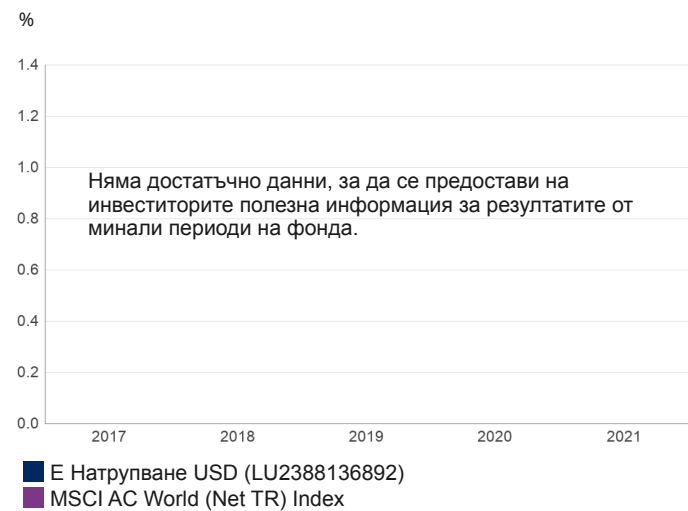 %
1.4
1.2
1.0
Няма достатъчно данни, за да се предостави на
инвеститорите полезна информация за резултатите от
0.8
минали периоди на фонда.
0.6
0.4
0.2
0.0
2017 2018 2019 2020 2021
E Натрупване USD (LU2388136892)
MSCI AC World (Net TR) Index